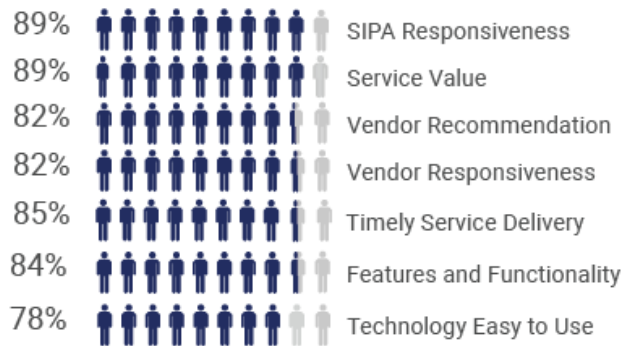 89% SIPA Responsiveness
89% Service Value
82% Vendor Recommendation
82% Vendor Responsiveness
85% Timely Service Delivery
84% Features and Functionality
78% Technology Easy to Use